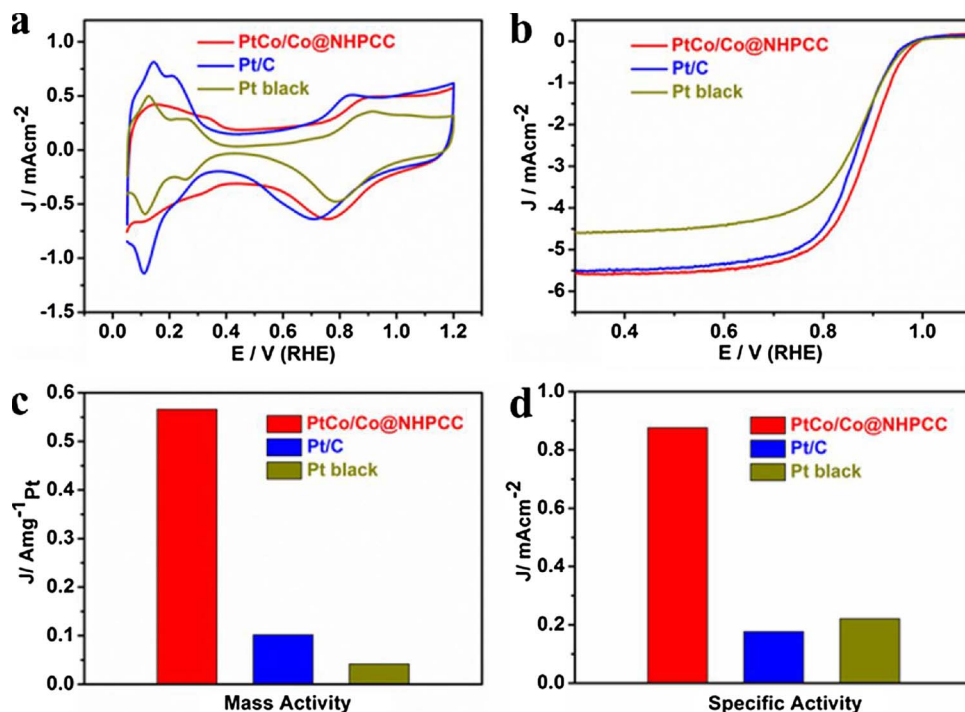 a
PtCo/Co@NHPCC
Pt/C
Pt black
J / mAcm-2
1.0
0.5
0.0
-0.5
-1.0
-1.5
0.0 0.2 0.4 0.6 0.8 1.0 1.2
E / V (RHE)
b
PtCo/Co@NHPCC
Pt/C
Pt black
J / mAcm-2
0
-1
-2
-3
-4
-5
-6
0.4 0.6 0.8 1.0
E / V (RHE)
c
PtCo/Co@NHPCC
Pt/C
Pt black
J/ Amg-1Pt
0.6
0.5
0.4
0.3
0.2
0.1
0.0
Mass Activity
d
PtCo/Co@NHPCC
Pt/C
Pt black
J/ mAcm-2
1.0
0.8
0.6
0.4
0.2
0.0
Specific Activity